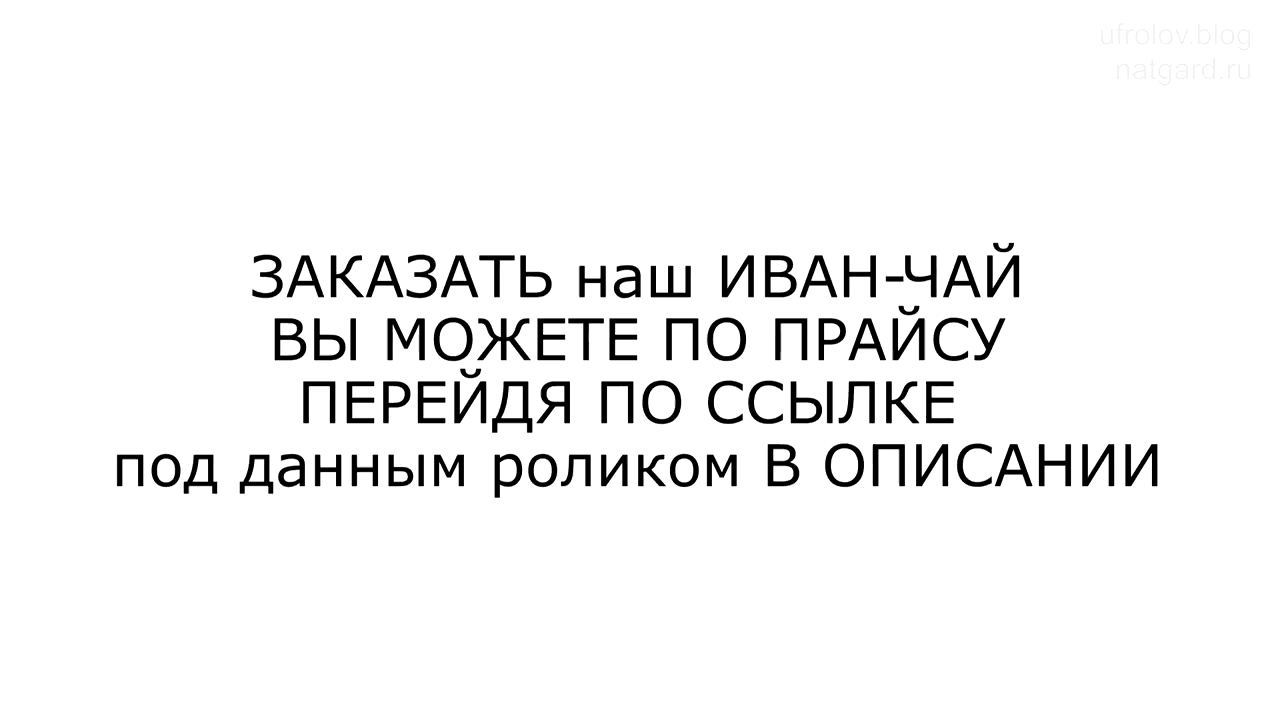 ufrolov.blog
natgard.ru
ЗАКАЗАТЬ наш ИВАН-ЧАЙ
ВЫ МОЖЕТЕ ПО ПРАЙСУ
ПЕРЕЙДЯ ПО ССЫЛКЕ
под данным роликом В ОПИСАНИИ